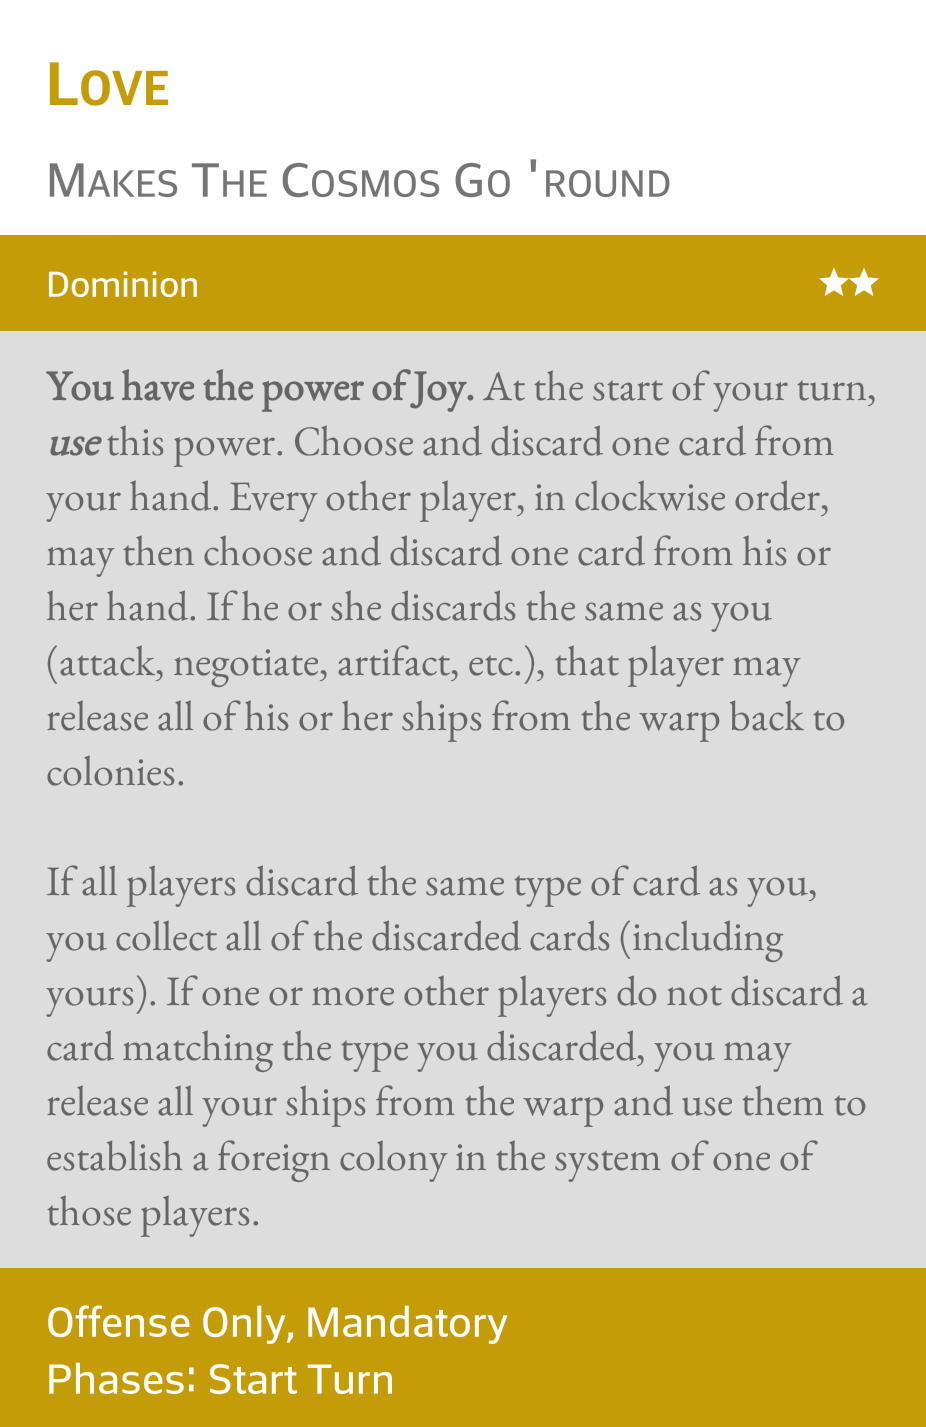 Love
Makes The Cosmos Go 'round
Dominion ★★
You have the power of Joy. At the start of your turn,
use this power. Choose and discard one card from
your hand. Every other player, in clockwise order,
may then choose and discard one card from his or
her hand. If he or she discards the same as you
(attack, negotiate, artifact, etc.), that player may
release all of his or her ships from the warp back to
colonies.
If all players discard the same type of card as you,
you collect all of the discarded cards (including
yours). If one or more other players do not discard a
card matching the type you discarded, you may
release all your ships from the warp and use them to
establish a foreign colony in the system of one of
those players.
Offense Only, Mandatory
Phases: Start Turn